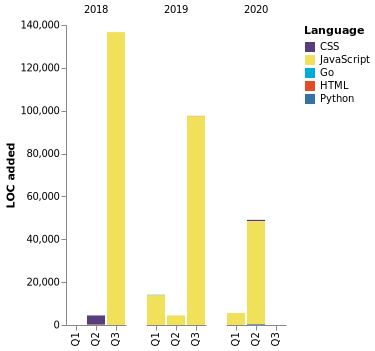 2018 2019 2020
Language
CSS
JavaScript
Go
HTML
Python
LOC added
140,000
120,000
100,000
80,000
60,000
40,000
20,000
0
Q1 Q2 Q3 Q1 Q2 Q3 Q1 Q2 Q3